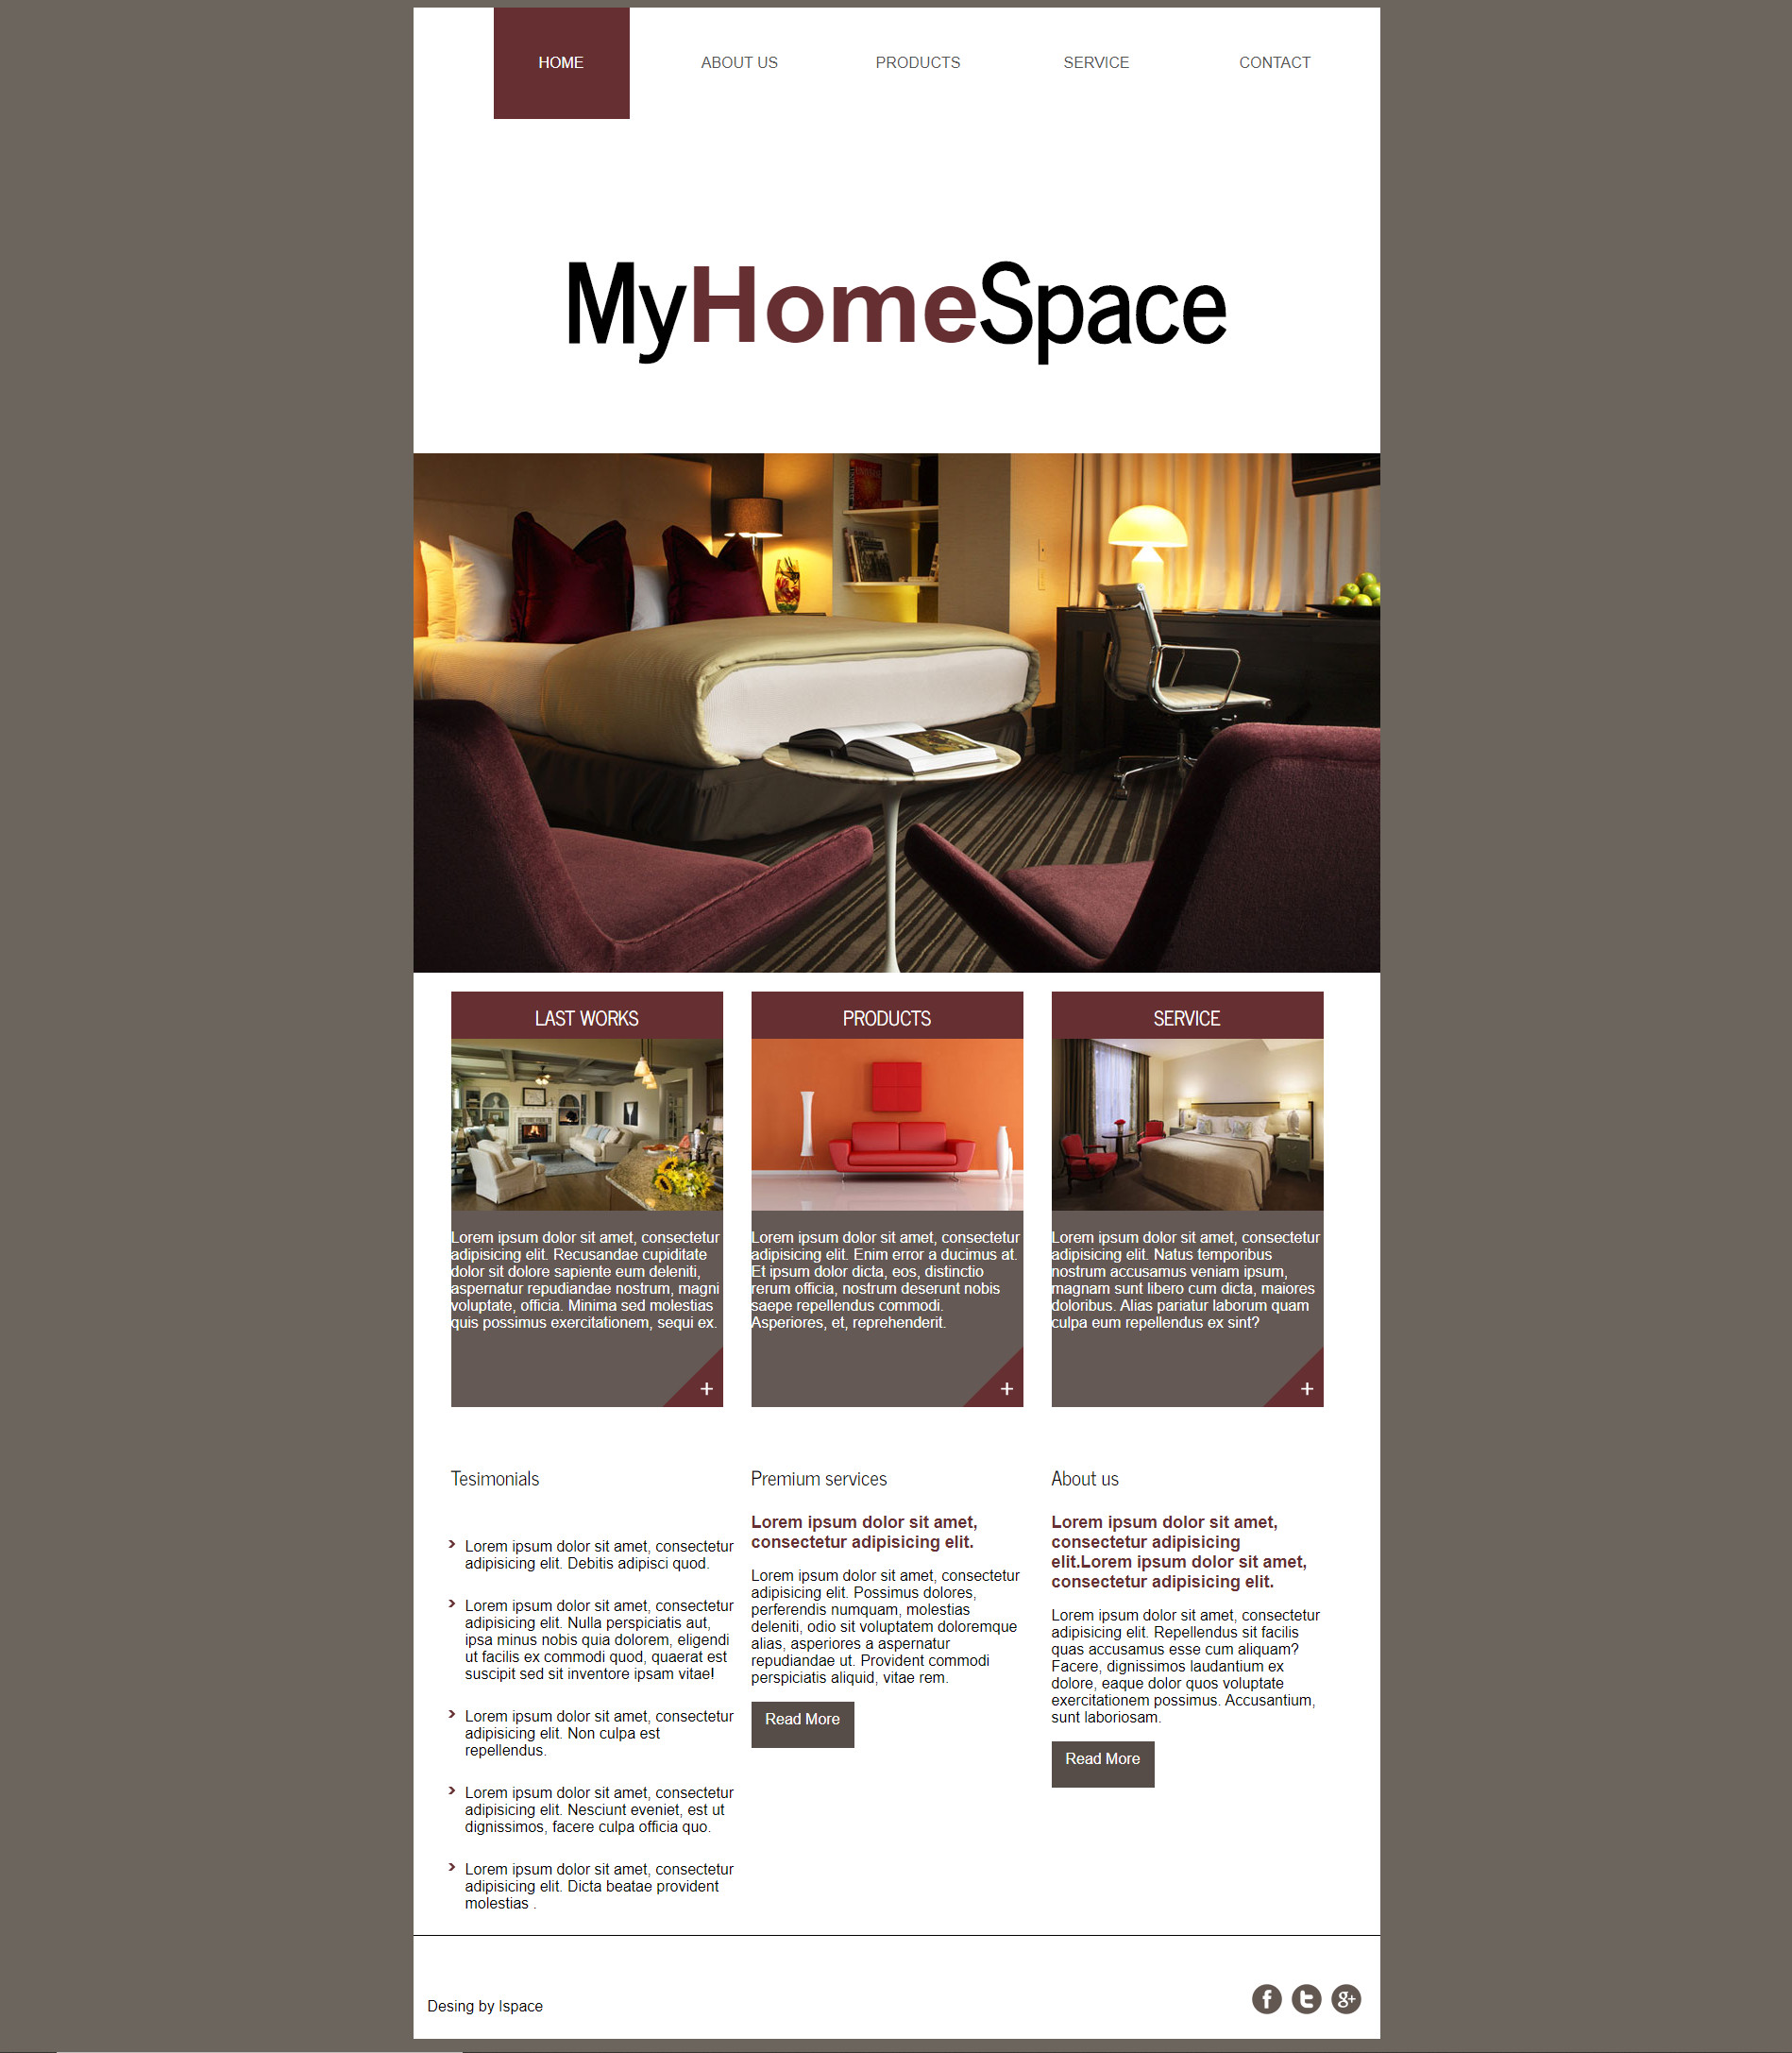 HOME ABOUT US PRODUCTS SERVICE CONTACT
MyHomeSpace
LAST WORKS
Lorem ipsum dolor sit amet, consectetur
adipisicing elit. Recusandae cupiditate
dolor sit dolore sapiente eum deleniti,
aspernatur repudiandae nostrum, magni
voluptate, officia. Minima sed molestias
quis possimus exercitationem, sequi ex.
+
PRODUCTS
Lorem ipsum dolor sit amet, consectetur
adipisicing elit. Enim error a ducimus at.
Et ipsum dolor dicta, eos, distinctio
rerum officia, nostrum deserunt nobis
saepe repellendus commodi.
Asperiores, et, reprehenderit.
+
SERVICE
Lorem ipsum dolor sit amet, consectetur
adipisicing elit. Natus temporibus
nostrum accusamus veniam ipsum,
magnam sunt libero cum dicta, maiores
doloribus. Alias pariatur laborum quam
culpa eum repellendus ex sint?
+
Tesimonials
Lorem ipsum dolor sit amet, consectetur
adipisicing elit. Debitis adipisci quod.
Lorem ipsum dolor sit amet, consectetur
adipisicing elit. Nulla perspiciatis aut,
ipsa minus nobis quia dolorem, eligendi
ut facilis ex commodi quod, quaerat est
suscipit sed sit inventore ipsam vitae!
Lorem ipsum dolor sit amet, consectetur
adipisicing elit. Non culpa est
repellendus.
Lorem ipsum dolor sit amet, consectetur
adipisicing elit. Nesciunt eveniet, est ut
dignissimos, facere culpa officia quo.
Lorem ipsum dolor sit amet, consectetur
adipisicing elit. Dicta beatae provident
molestias .
Premium services
Lorem ipsum dolor sit amet,
consectetur adipisicing elit.
Lorem ipsum dolor sit amet, consectetur
adipisicing elit. Possimus dolores,
perferendis numquam, molestias
deleniti, odio sit voluptatem doloremque
alias, asperiores a aspernatur
repudiandae ut. Provident commodi
perspiciatis aliquid, vitae rem.
Read More
About us
Lorem ipsum dolor sit amet,
consectetur adipisicing
elit.Lorem ipsum dolor sit amet,
consectetur adipisicing elit.
Lorem ipsum dolor sit amet, consectetur
adipisicing elit. Repellendus sit facilis
quas accusamus esse cum aliquam?
Facere, dignissimos laudantium ex
dolore, eaque dolor quos voluptate
exercitationem possimus. Accusantium,
sunt laboriosam.
Read More
Desing by Ispace
f t g+